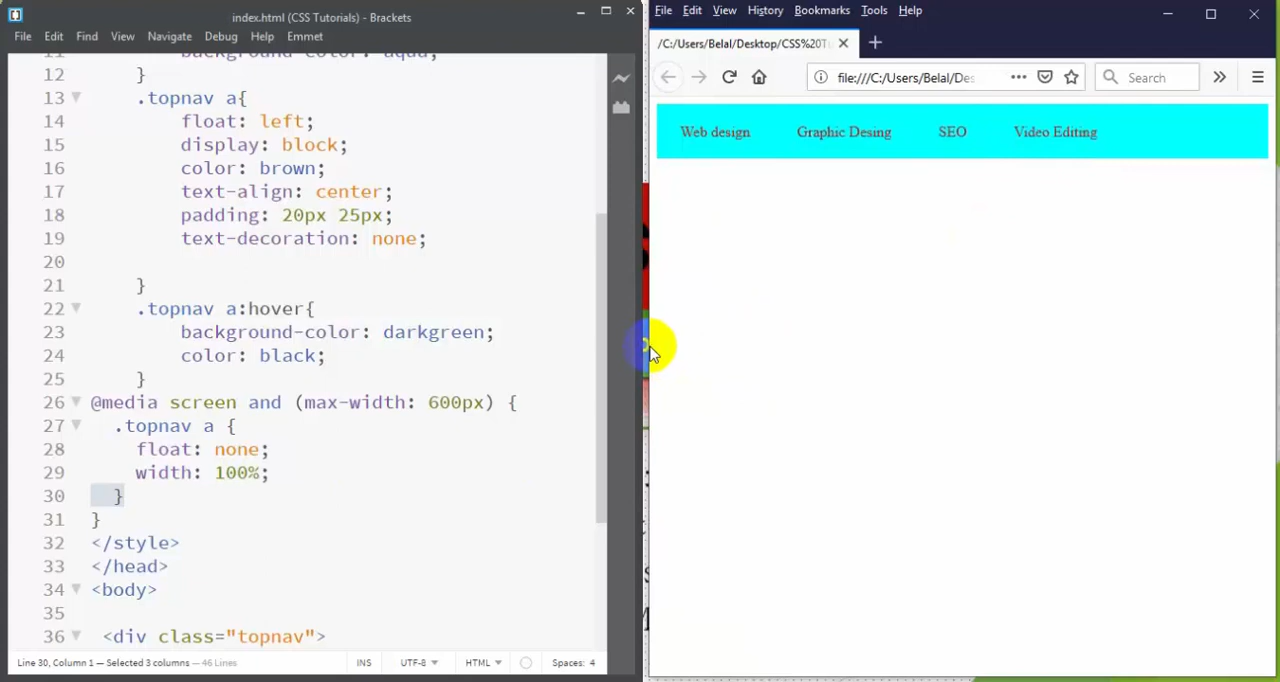 index.html (CSS Tutorials) - Brackets
File Edit Find View Navigate Debug Help Emmet
11 background-color: aqua;
12 }
13 .topnav a{
14 float: left;
15 display: block;
16 color: brown;
17 text-align: center;
18 padding: 20px 25px;
19 text-decoration: none;
20
21 }
22 .topnav a:hover{
23 background-color: darkgreen;
24 color: black;
25 }
26 @media screen and (max-width: 600px) {
27 .topnav a {
28 float: none;
29 width: 100%;
30 }
31 }
32 </style>
33 </head>
34 <body>
35
36 <div class="topnav">
Line 30, Column 1 — Selected 3 columns — 46 Lines
INS UTF-8 HTML Spaces: 4
File Edit View History Bookmarks Tools Help
/C:/Users/Belal/Desktop/CSS%20Tu
file:///C:/Users/Belal/Des
Search
Web design Graphic Desing SEO Video Editing